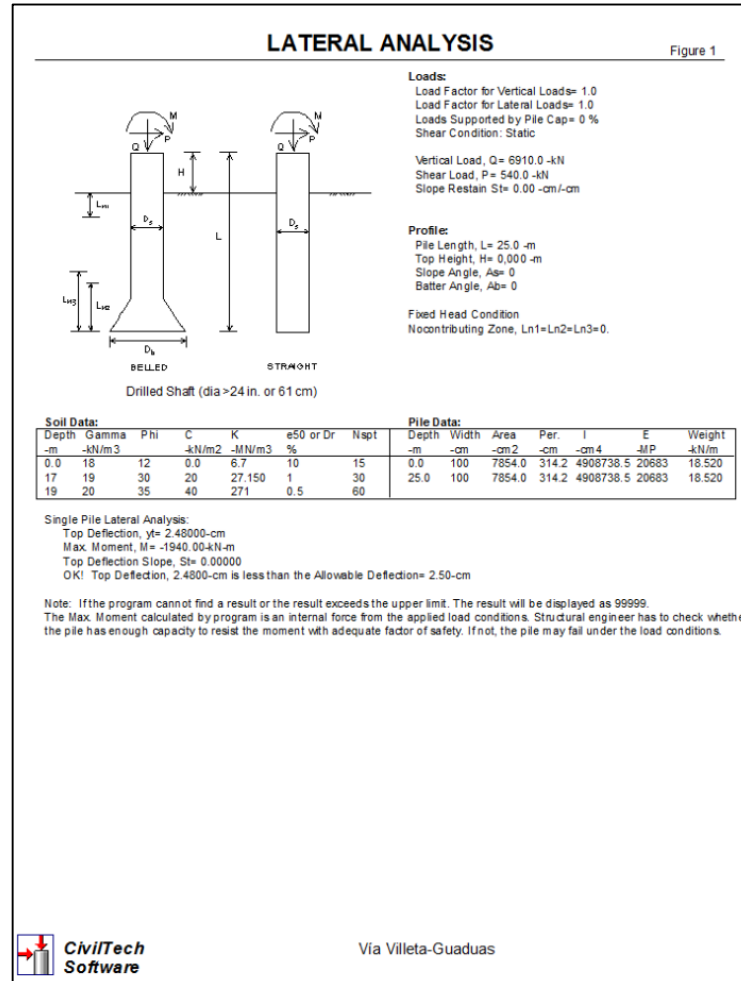 LATERAL ANALYSIS
Figure 1
Loads:
Load Factor for Vertical Loads= 1.0
Load Factor for Lateral Loads= 1.0
Loads Supported by Pile Cap= 0 %
Shear Condition: Static
Vertical Load, Q= 6910.0 -kN
Shear Load, P= 540.0 -kN
Slope Restrain St= 0.00 -cm/-cm
Profile:
Pile Length, L= 25.0 -m
Top Height, H= 0,000 -m
Slope Angle, As= 0
Batter Angle, Ab= 0
Fixed Head Condition
Nocontributing Zone, Ln1=Ln2=Ln3=0.
M
P
Q
H
L
Ds
Db
BELLED
M
P
Q
Ds
STRAIGHT
Drilled Shaft (dia >24 in. or 61 cm)
Soil Data:
Depth Gamma Phi C K e50 or Dr Nspt
-m -kN/m3 -kN/m2 -MN/m3 %
0.0 18 12 0.0 6.7 10 15
17 19 30 20 27.150 1 30
19 20 35 40 271 0.5 60
Pile Data:
Depth Width Area Per. I E Weight
-m -cm -cm2 -cm -cm4 -MP -kN/m
0.0 100 7854.0 314.2 4908738.5 20683 18.520
25.0 100 7854.0 314.2 4908738.5 20683 18.520
Single Pile Lateral Analysis:
Top Deflection, yt= 2.48000-cm
Max. Moment, M= -1940.00-kN-m
Top Deflection Slope, St= 0.00000
OK! Top Deflection, 2.4800-cm is less than the Allowable Deflection= 2.50-cm
Note: If the program cannot find a result or the result exceeds the upper limit. The result will be displayed as 99999.
The Max. Moment calculated by program is an internal force from the applied load conditions. Structural engineer has to check whethe
the pile has enough capacity to resist the moment with adequate factor of safety. If not, the pile may fail under the load conditions.
CivilTech
Software
Vía Villeta-Guaduas